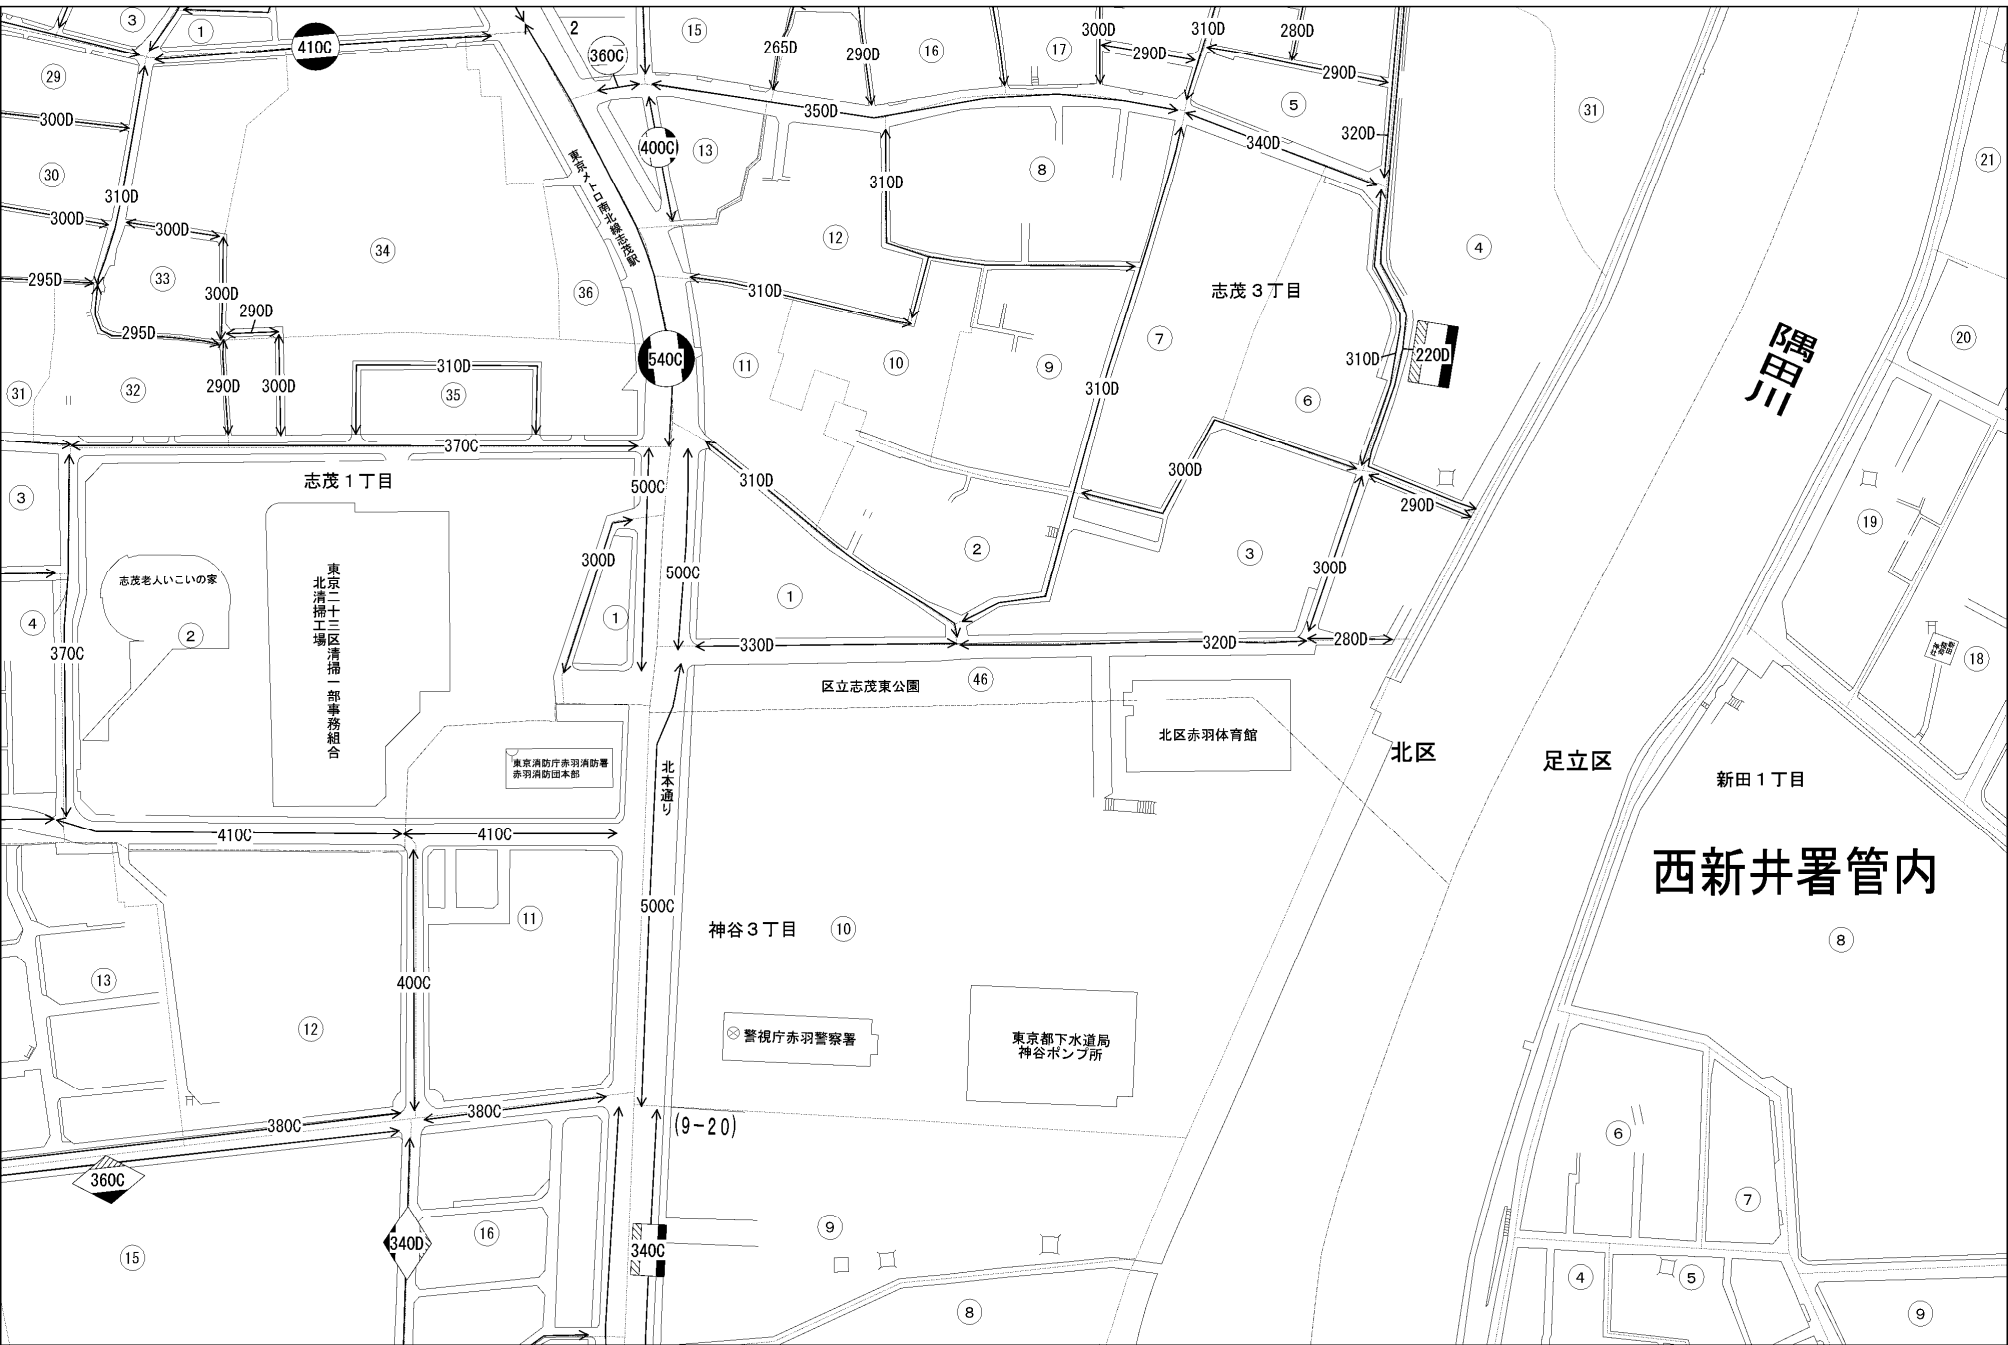 ③
①
410C
2
360C
⑮
265D
290D
⑯
⑰
300D
290D
310D
280D
290D
⑤
㉛
㉑
㉙
300D
350D
320D
340D
400C
⑬
⑧
㉚
310D
310D
300D
300D
㉞
⑫
④
東京メトロ南北線志茂駅
295D
㉝
300D
290D
㊱
310D
志茂3丁目
295D
540C
⑦
310D
220D
隅田川
⑳
㉛
㉜
290D
300D
310D
㉟
⑪
⑩
⑨
310D
⑥
370C
志茂1丁目
500C
310D
300D
290D
③
⑲
志茂老人いこいの家
東京二十三区清掃一部事務組合
北清掃工場
300D
500C
②
③
300D
④
②
①
①
370C
330D
320D
280D
⑱
区立志茂東公園
㊻
北区赤羽体育館
北区
足立区
新田1丁目
東京消防庁赤羽消防署
赤羽消防団本部
北本通り
410C
410C
西新井署管内
500C
⑪
神谷3丁目
⑩
⑧
⑬
400C
⑫
警視庁赤羽警察署
東京都下水道局
神谷ポンプ所
380C
380C
(9-20)
⑥
360C
⑦
340D
⑯
340C
⑨
⑮
④
⑤
⑧
⑨